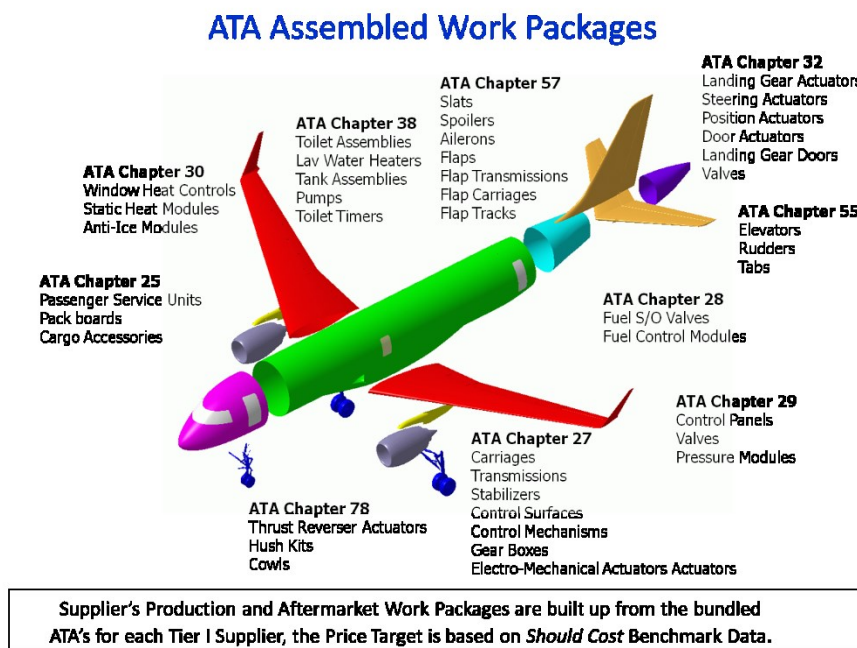 ATA Assembled Work Packages
ATA Chapter 32
Landing Gear Actuators
Steering Actuators
Position Actuators
Door Actuators
Landing Gear Doors
Valves
ATA Chapter 57
Slats
Spoilers
Ailerons
Flaps
Flap Transmissions
Flap Carriages
Flap Tracks
ATA Chapter 38
Toilet Assemblies
Lav Water Heaters
Tank Assemblies
Pumps
Toilet Timers
ATA Chapter 30
Window Heat Controls
Static Heat Modules
Anti-Ice Modules
ATA Chapter 55
Elevators
Rudders
Tabs
ATA Chapter 25
Passenger Service Units
Pack boards
Cargo Accessories
ATA Chapter 28
Fuel S/O Valves
Fuel Control Modules
ATA Chapter 29
Control Panels
Valves
Pressure Modules
ATA Chapter 27
Carriages
Transmissions
Stabilizers
Control Surfaces
Control Mechanisms
Gear Boxes
Electro-Mechanical Actuators Actuators
ATA Chapter 78
Thrust Reverser Actuators
Hush Kits
Cowls
Supplier's Production and Aftermarket Work Packages are built up from the bundled
ATA's for each Tier I Supplier, the Price Target is based on Should Cost Benchmark Data.